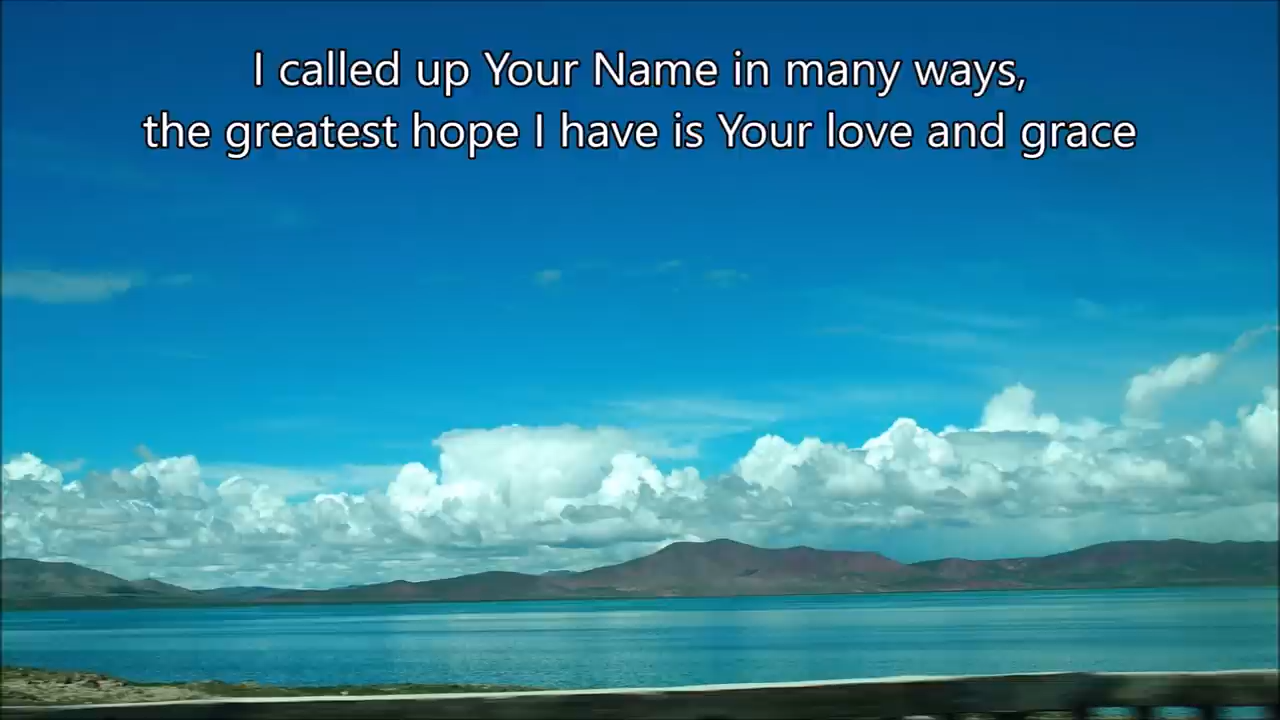 I called up Your Name in many ways,
the greatest hope I have is Your love and grace